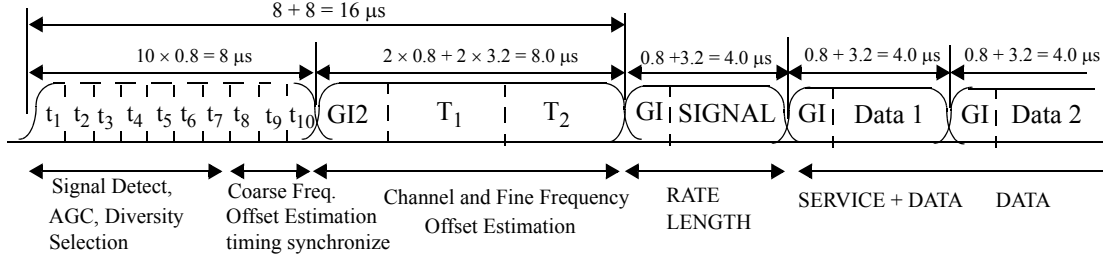 8 + 8 = 16 μs
10 × 0.8 = 8 μs
2 × 0.8 + 2 × 3.2 = 8.0 μs
0.8 +3.2 = 4.0 μs
0.8 + 3.2 = 4.0 μs
0.8 + 3.2 = 4.0 μs
t1 t2 t3 t4 t5 t6 t7 t8 t9 t10 GI2 T1 T2 GI SIGNAL GI Data 1 GI Data 2
Signal Detect,
AGC, Diversity
Selection
Coarse Freq.
Offset Estimation
timing synchronize
Channel and Fine Frequency
Offset Estimation
RATE
LENGTH
SERVICE + DATA
DATA